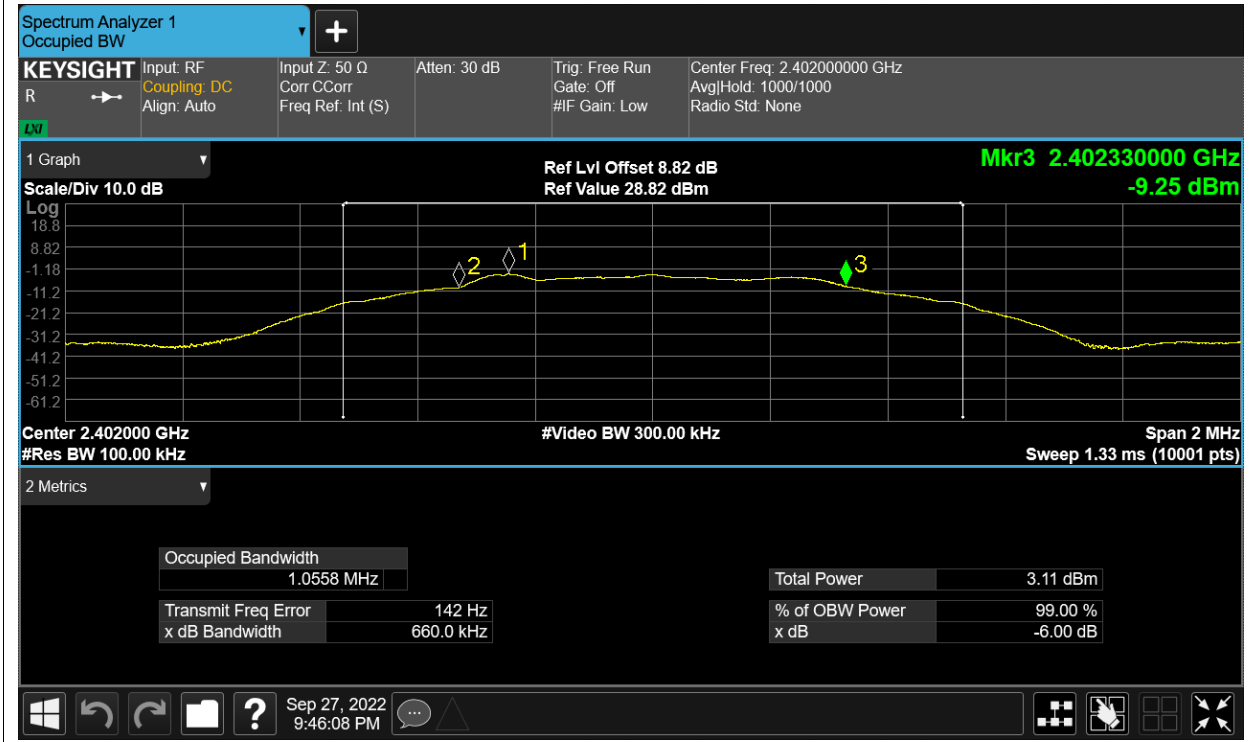 Spectrum Analyzer 1
Occupied BW
KEYSIGHT Input: RF Input Z: 50 Ω Atten: 30 dB Trig: Free Run Center Freq: 2.402000000 GHz
R Coupling: DC Corr CCorr Gate: Off Avg|Hold: 1000/1000
Align: Auto Freq Ref: Int (S) #IF Gain: Low Radio Std: None
LXI
1 Graph Ref Lvl Offset 8.82 dB Mkr3 2.402330000 GHz
Scale/Div 10.0 dB Ref Value 28.82 dBm -9.25 dBm
Log
18.8
8.82
-1.18
-11.2
-21.2
-31.2
-41.2
-51.2
-61.2
2
1
3
Center 2.402000 GHz #Video BW 300.00 kHz Span 2 MHz
#Res BW 100.00 kHz Sweep 1.33 ms (10001 pts)
2 Metrics
Occupied Bandwidth
1.0558 MHz Total Power 3.11 dBm
Transmit Freq Error 142 Hz % of OBW Power 99.00 %
x dB Bandwidth 660.0 kHz x dB -6.00 dB
? Sep 27, 2022
9:46:08 PM